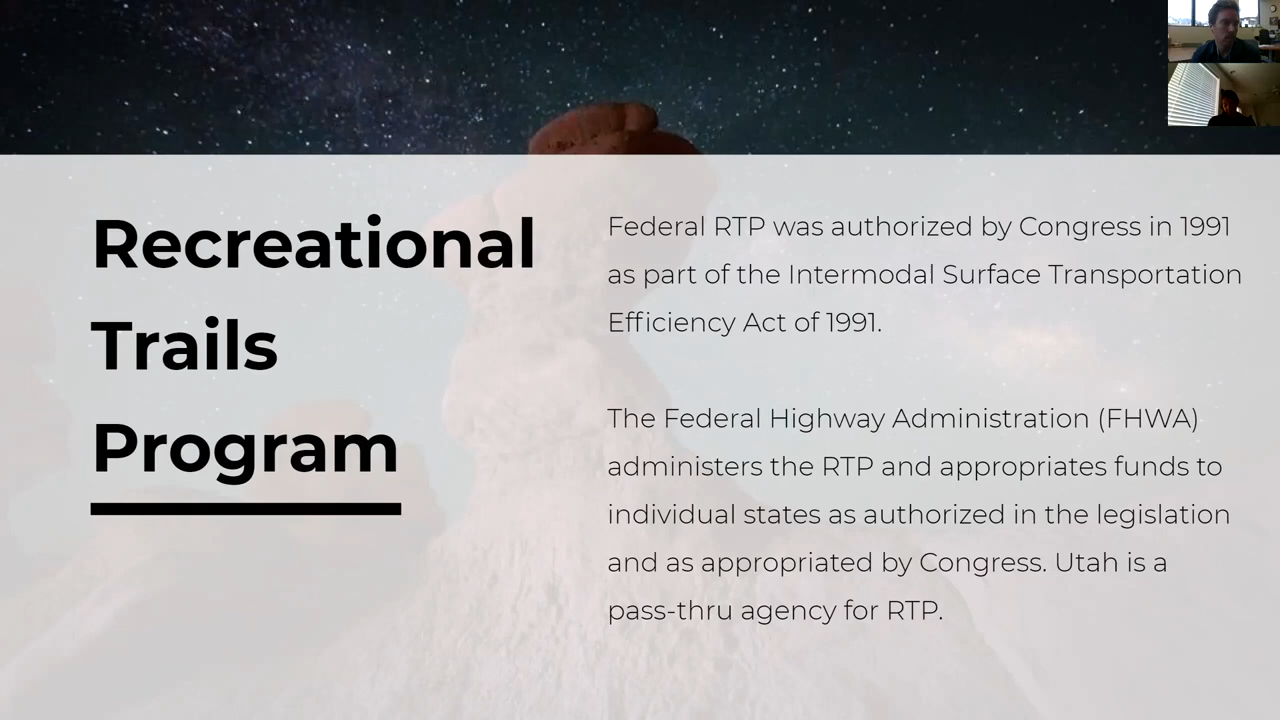 Recreational
Trails
Program
Federal RTP was authorized by Congress in 1991
as part of the Intermodal Surface Transportation
Efficiency Act of 1991.
The Federal Highway Administration (FHWA)
administers the RTP and appropriates funds to
individual states as authorized in the legislation
and as appropriated by Congress. Utah is a
pass-thru agency for RTP.